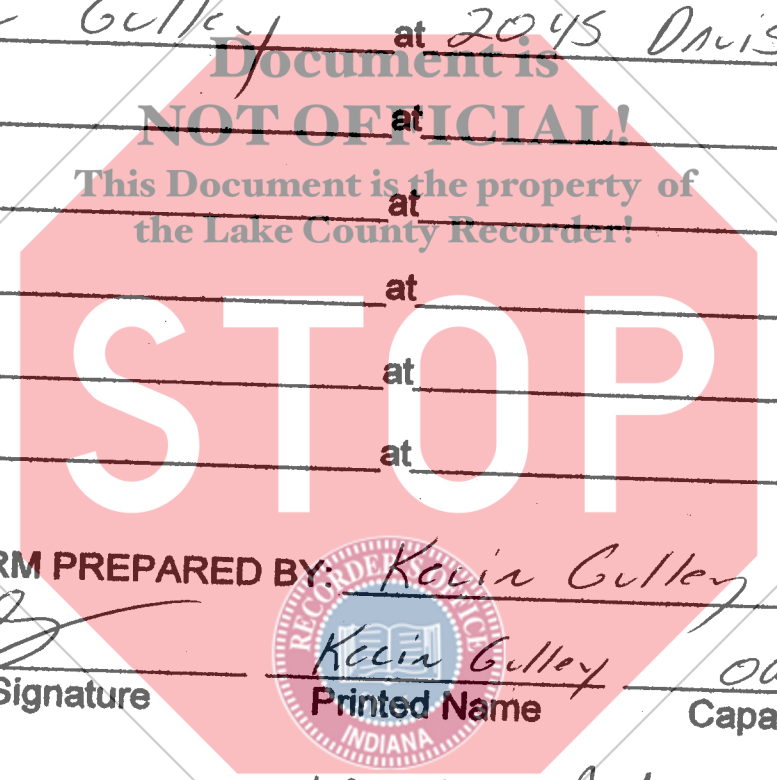 Gulley at 2045 Davis
Document is
NOT OFFICIAL!
at
This Document is the property of
at
the Lake County Recorder!
at
STOP
at
at
RM PREPARED BY: Kevin Gulley
RECORDER'S OFFICE
Kevin Gulley ow
Signature Printed Name Capa
INDIANA